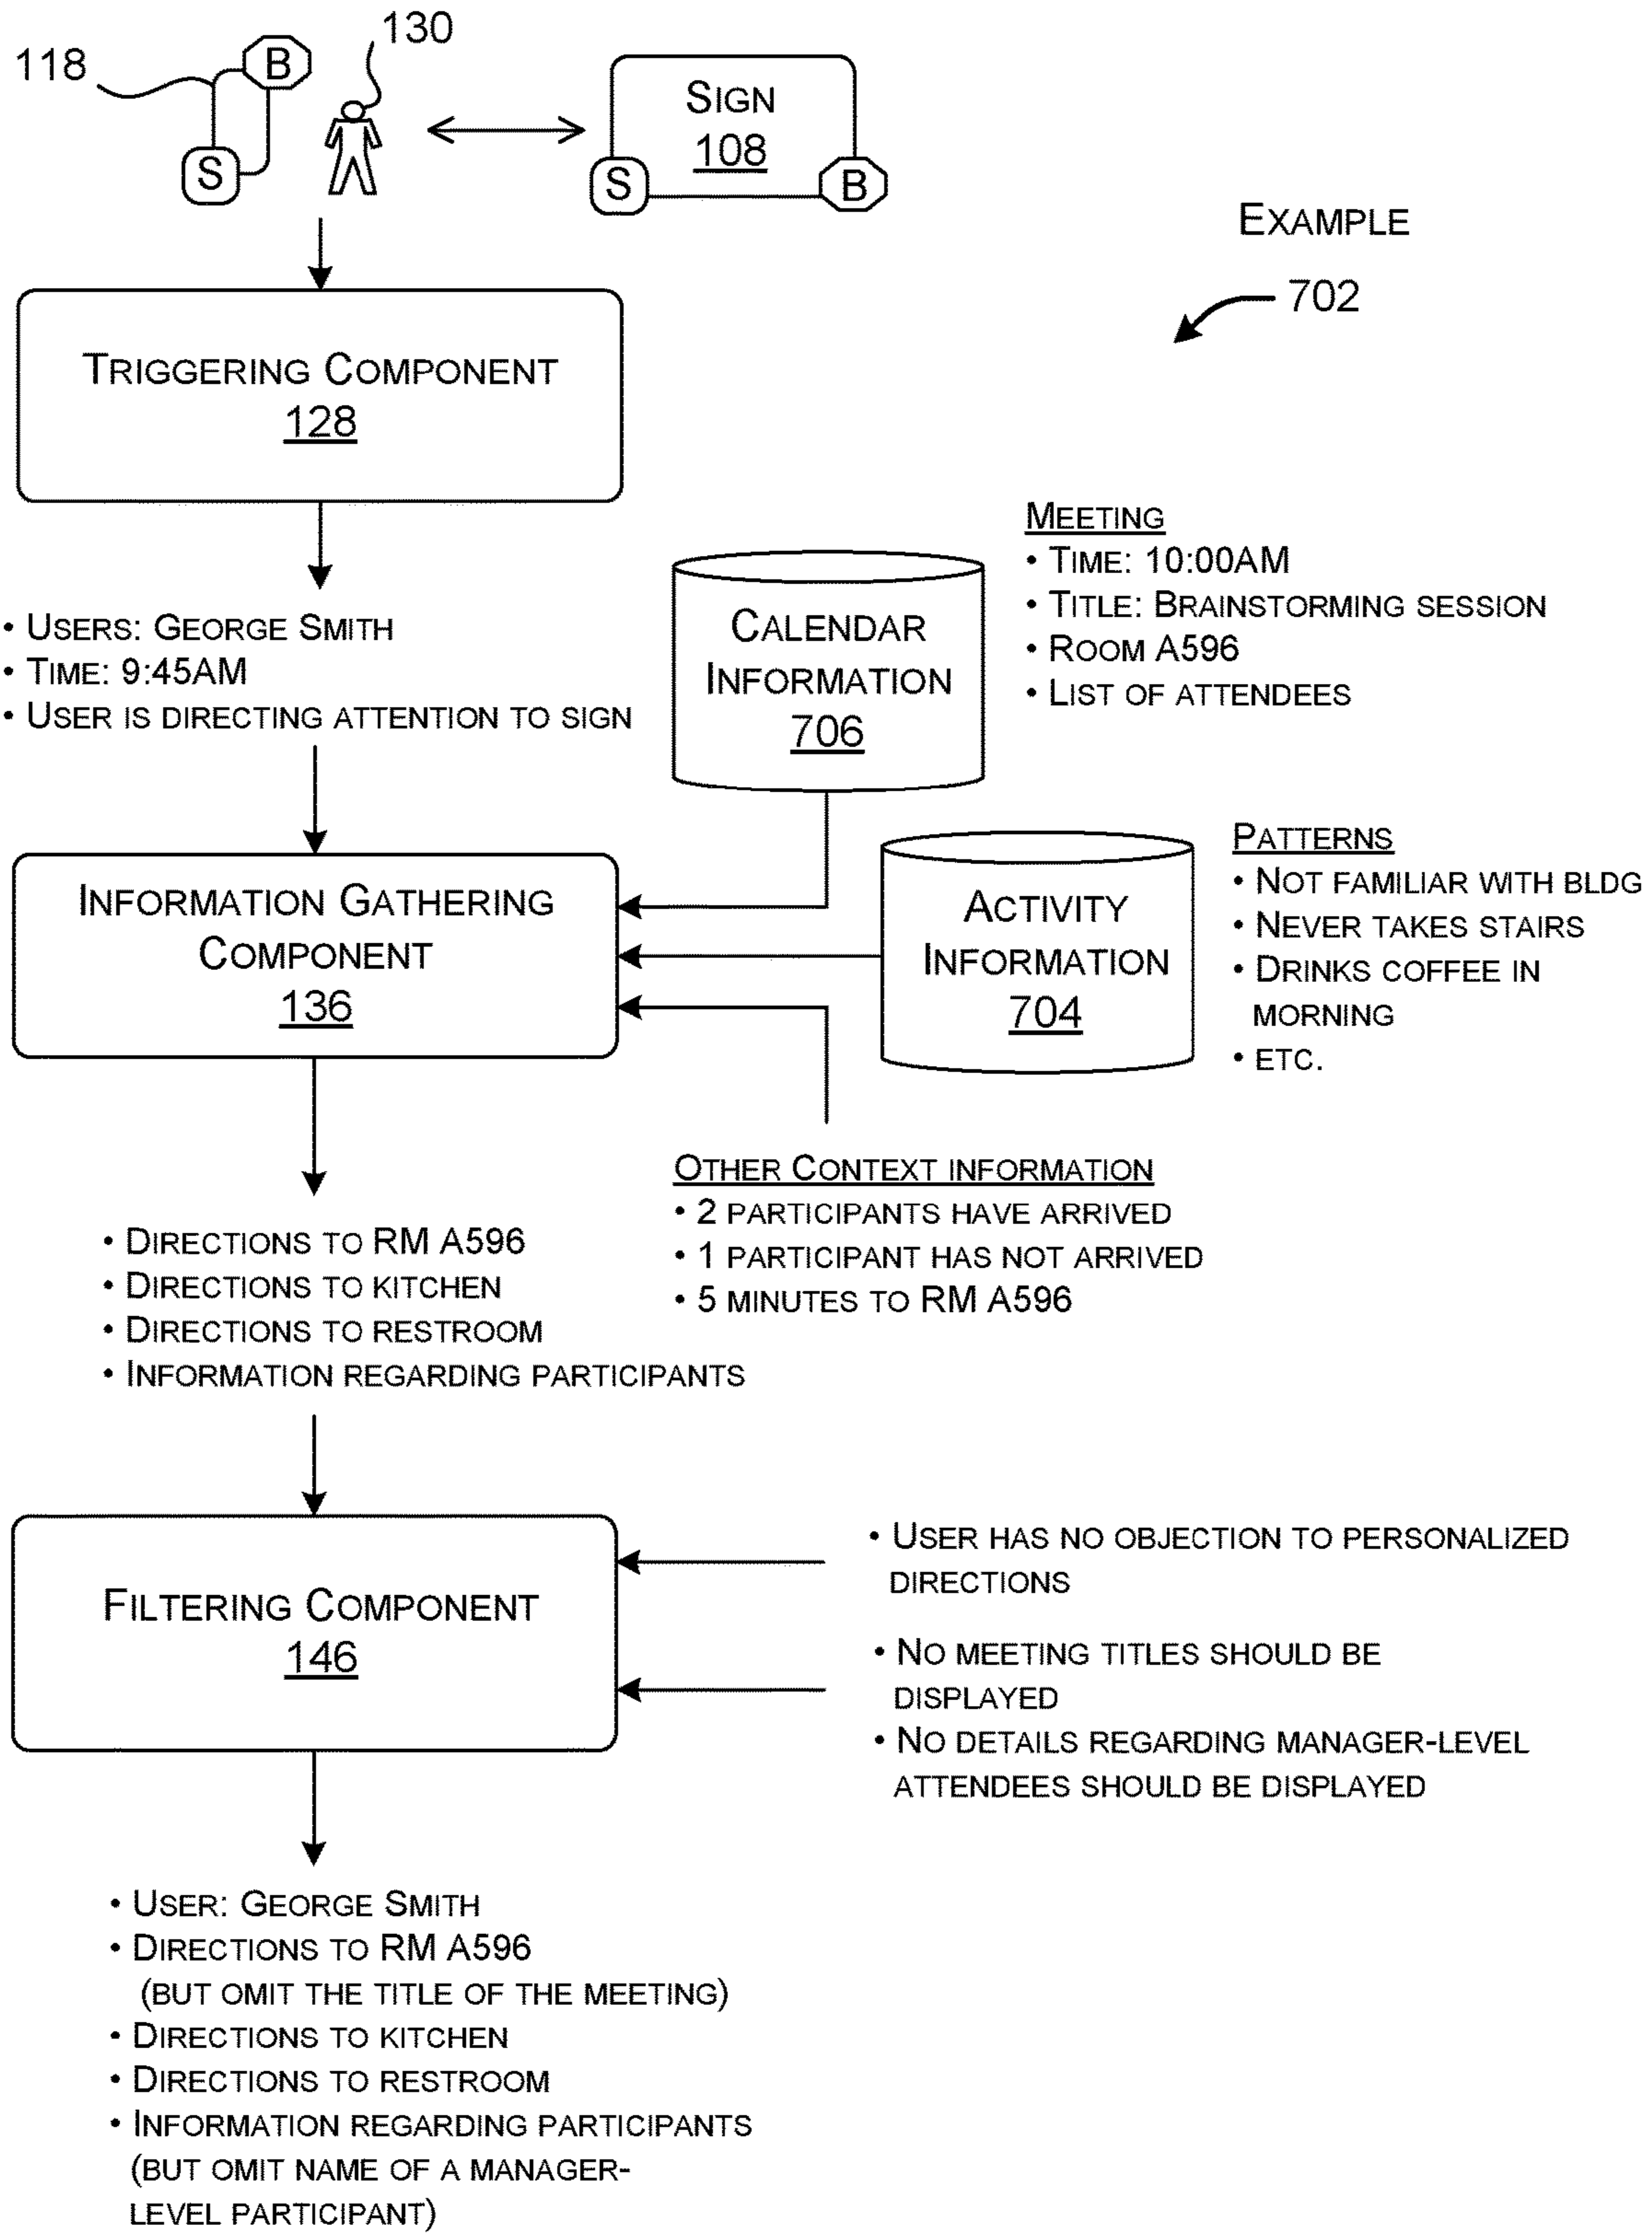 130
118
B
S
SIGN
108
S
B
EXAMPLE
702
TRIGGERING COMPONENT
128
• USERS: GEORGE SMITH
• TIME: 9:45AM
• USER IS DIRECTING ATTENTION TO SIGN
CALENDAR
INFORMATION
706
MEETING
• TIME: 10:00AM
• TITLE: BRAINSTORMING SESSION
• ROOM A596
• LIST OF ATTENDEES
INFORMATION GATHERING
COMPONENT
136
ACTIVITY
INFORMATION
704
PATTERNS
• NOT FAMILIAR WITH BLDG
• NEVER TAKES STAIRS
• DRINKS COFFEE IN
MORNING
• ETC.
OTHER CONTEXT INFORMATION
• 2 PARTICIPANTS HAVE ARRIVED
• 1 PARTICIPANT HAS NOT ARRIVED
• 5 MINUTES TO RM A596
• DIRECTIONS TO RM A596
• DIRECTIONS TO KITCHEN
• DIRECTIONS TO RESTROOM
• INFORMATION REGARDING PARTICIPANTS
FILTERING COMPONENT
146
• USER HAS NO OBJECTION TO PERSONALIZED
DIRECTIONS
• NO MEETING TITLES SHOULD BE
DISPLAYED
• NO DETAILS REGARDING MANAGER-LEVEL
ATTENDEES SHOULD BE DISPLAYED
• USER: GEORGE SMITH
• DIRECTIONS TO RM A596
(BUT OMIT THE TITLE OF THE MEETING)
• DIRECTIONS TO KITCHEN
• DIRECTIONS TO RESTROOM
• INFORMATION REGARDING PARTICIPANTS
(BUT OMIT NAME OF A MANAGER-
LEVEL PARTICIPANT)